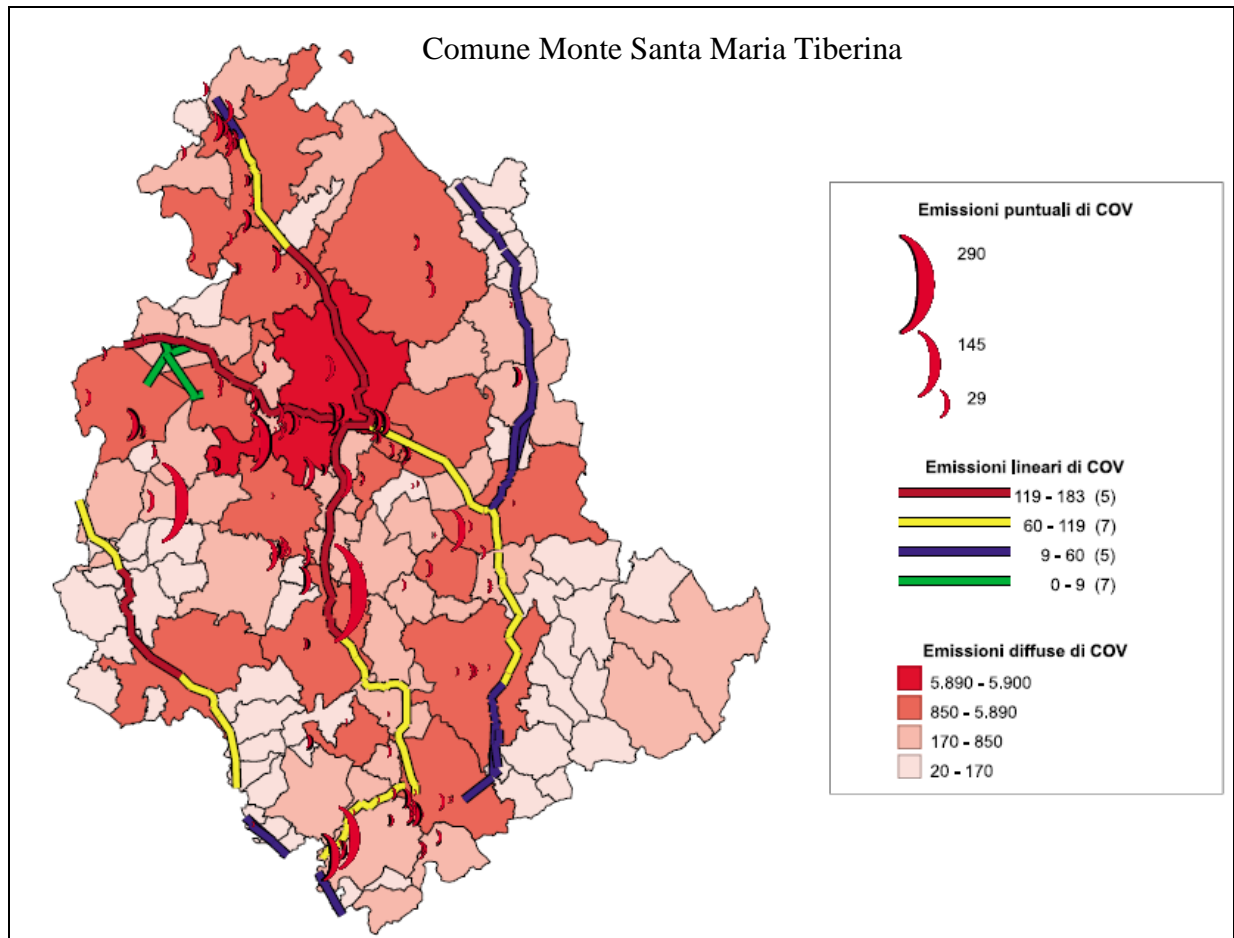 Comune Monte Santa Maria Tiberina
Emissioni puntuali di COV
290
145
29
Emissioni lineari di COV
119 - 183 (5)
60 - 119 (7)
9 - 60 (5)
0 - 9 (7)
Emissioni diffuse di COV
5.890 - 5.900
850 - 5.890
170 - 850
20 - 170